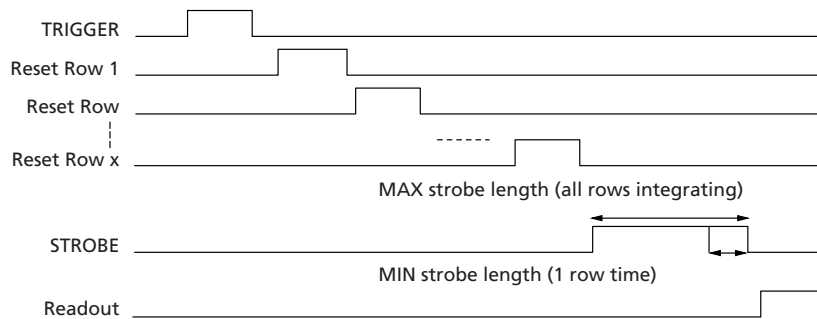 TRIGGER
Reset Row 1
Reset Row
Reset Row x
MAX strobe length (all rows integrating)
STROBE
MIN strobe length (1 row time)
Readout